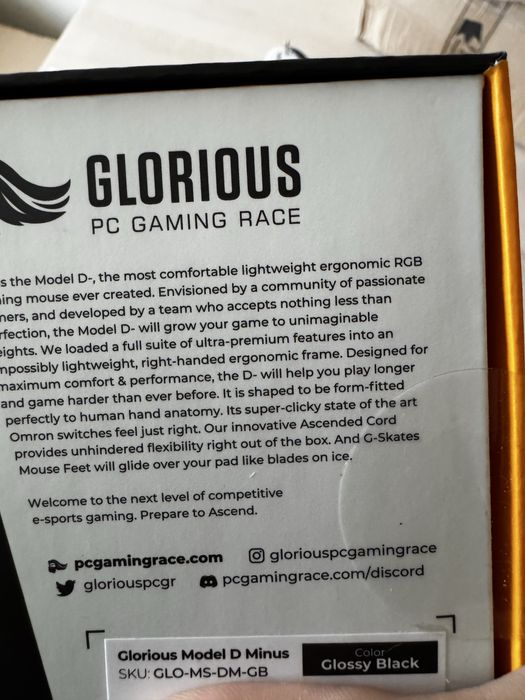 GLORIOUS
PC GAMING RACE
the Model D-, the most comfortable lightweight ergonomic RGB
mouse ever created. Envisioned by a community of passionate
and developed by a team who accepts nothing less than
the Model D- will grow your game to unimaginable
We loaded a full suite of ultra-premium features into an
lightweight, right-handed ergonomic frame. Designed for
maximum comfort & performance, the D- will help you play longer
and game harder than ever before. It is shaped to be form-fitted
perfectly to human hand anatomy. Its super-clicky state of the art
Omron switches feel just right. Our innovative Ascended Cord
provides unhindered flexibility right out of the box. And G-Skates
Mouse Feet will glide over your pad like blades on ice.
Welcome to the next level of competitive
e-sports gaming. Prepare to Ascend.
pcgamingrace.com gloriouspcgamingrace
gloriouspcgr pcgamingrace.com/discord
Glorious Model D Minus
SKU: GLO-MS-DM-GB
Color
Glossy Black